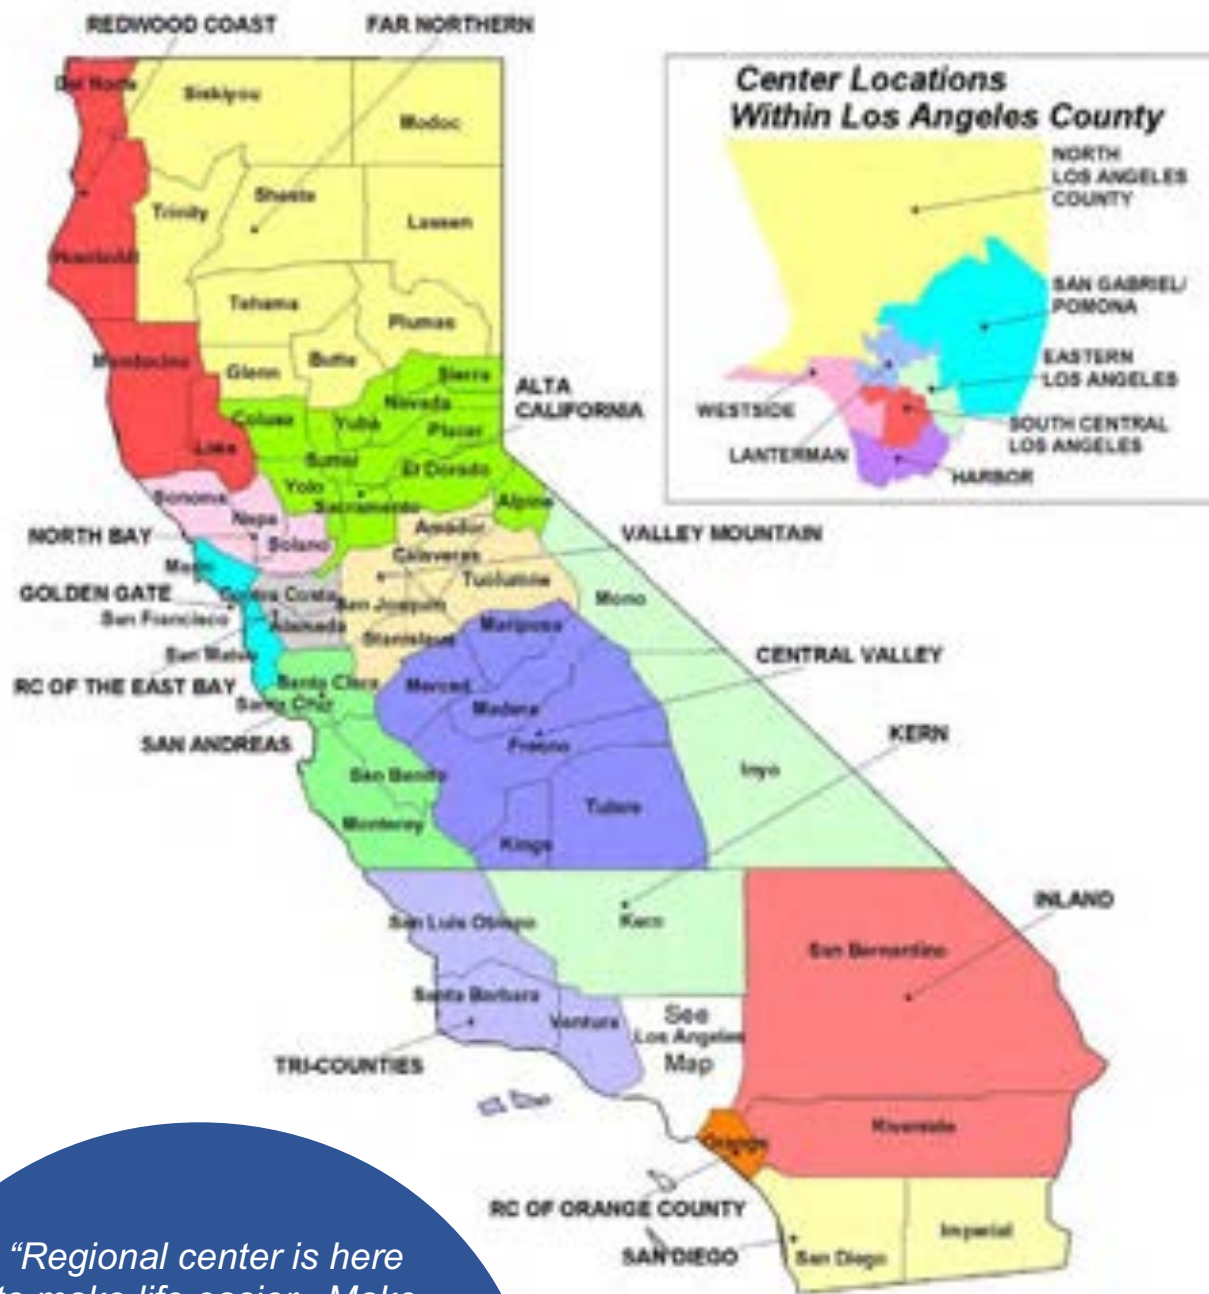 REDWOOD COAST
FAR NORTHERN
Del Norte
Siskiyou
Modoc
Trinity
Shasta
Lassen
Humboldt
Tehama
Plumas
Mendocino
Glenn
Butte
Sierra
ALTA
CALIFORNIA
Colusa
Yuba
Nevada
Placer
Lake
Sutter
El Dorado
Yolo
Sacramento
Alpine
Sonoma
Napa
Solano
NORTH BAY
Amador
Calaveras
VALLEY MOUNTAIN
Tuolumne
Marin
GOLDEN GATE
Contra Costa
San Joaquin
Mono
San Francisco
Alameda
Stanislaus
Mariposa
San Mateo
CENTRAL VALLEY
RC OF THE EAST BAY
Santa Clara
Merced
Santa Cruz
Madera
SAN ANDREAS
Fresno
KERN
San Benito
Inyo
Tulare
Monterey
Kings
INLAND
San Luis Obispo
Kern
San Bernardino
Santa Barbara
Ventura
See
Los Angeles
Map
TRI-COUNTIES
Orange
Riverside
RC OF ORANGE COUNTY
SAN DIEGO
San Diego
Imperial
Center Locations
Within Los Angeles County
NORTH
LOS ANGELES
COUNTY
SAN GABRIEL/
POMONA
EASTERN
LOS ANGELES
WESTSIDE
SOUTH CENTRAL
LOS ANGELES
LANTERMAN
HARBOR
“Regional center is here
to make life easier. Make